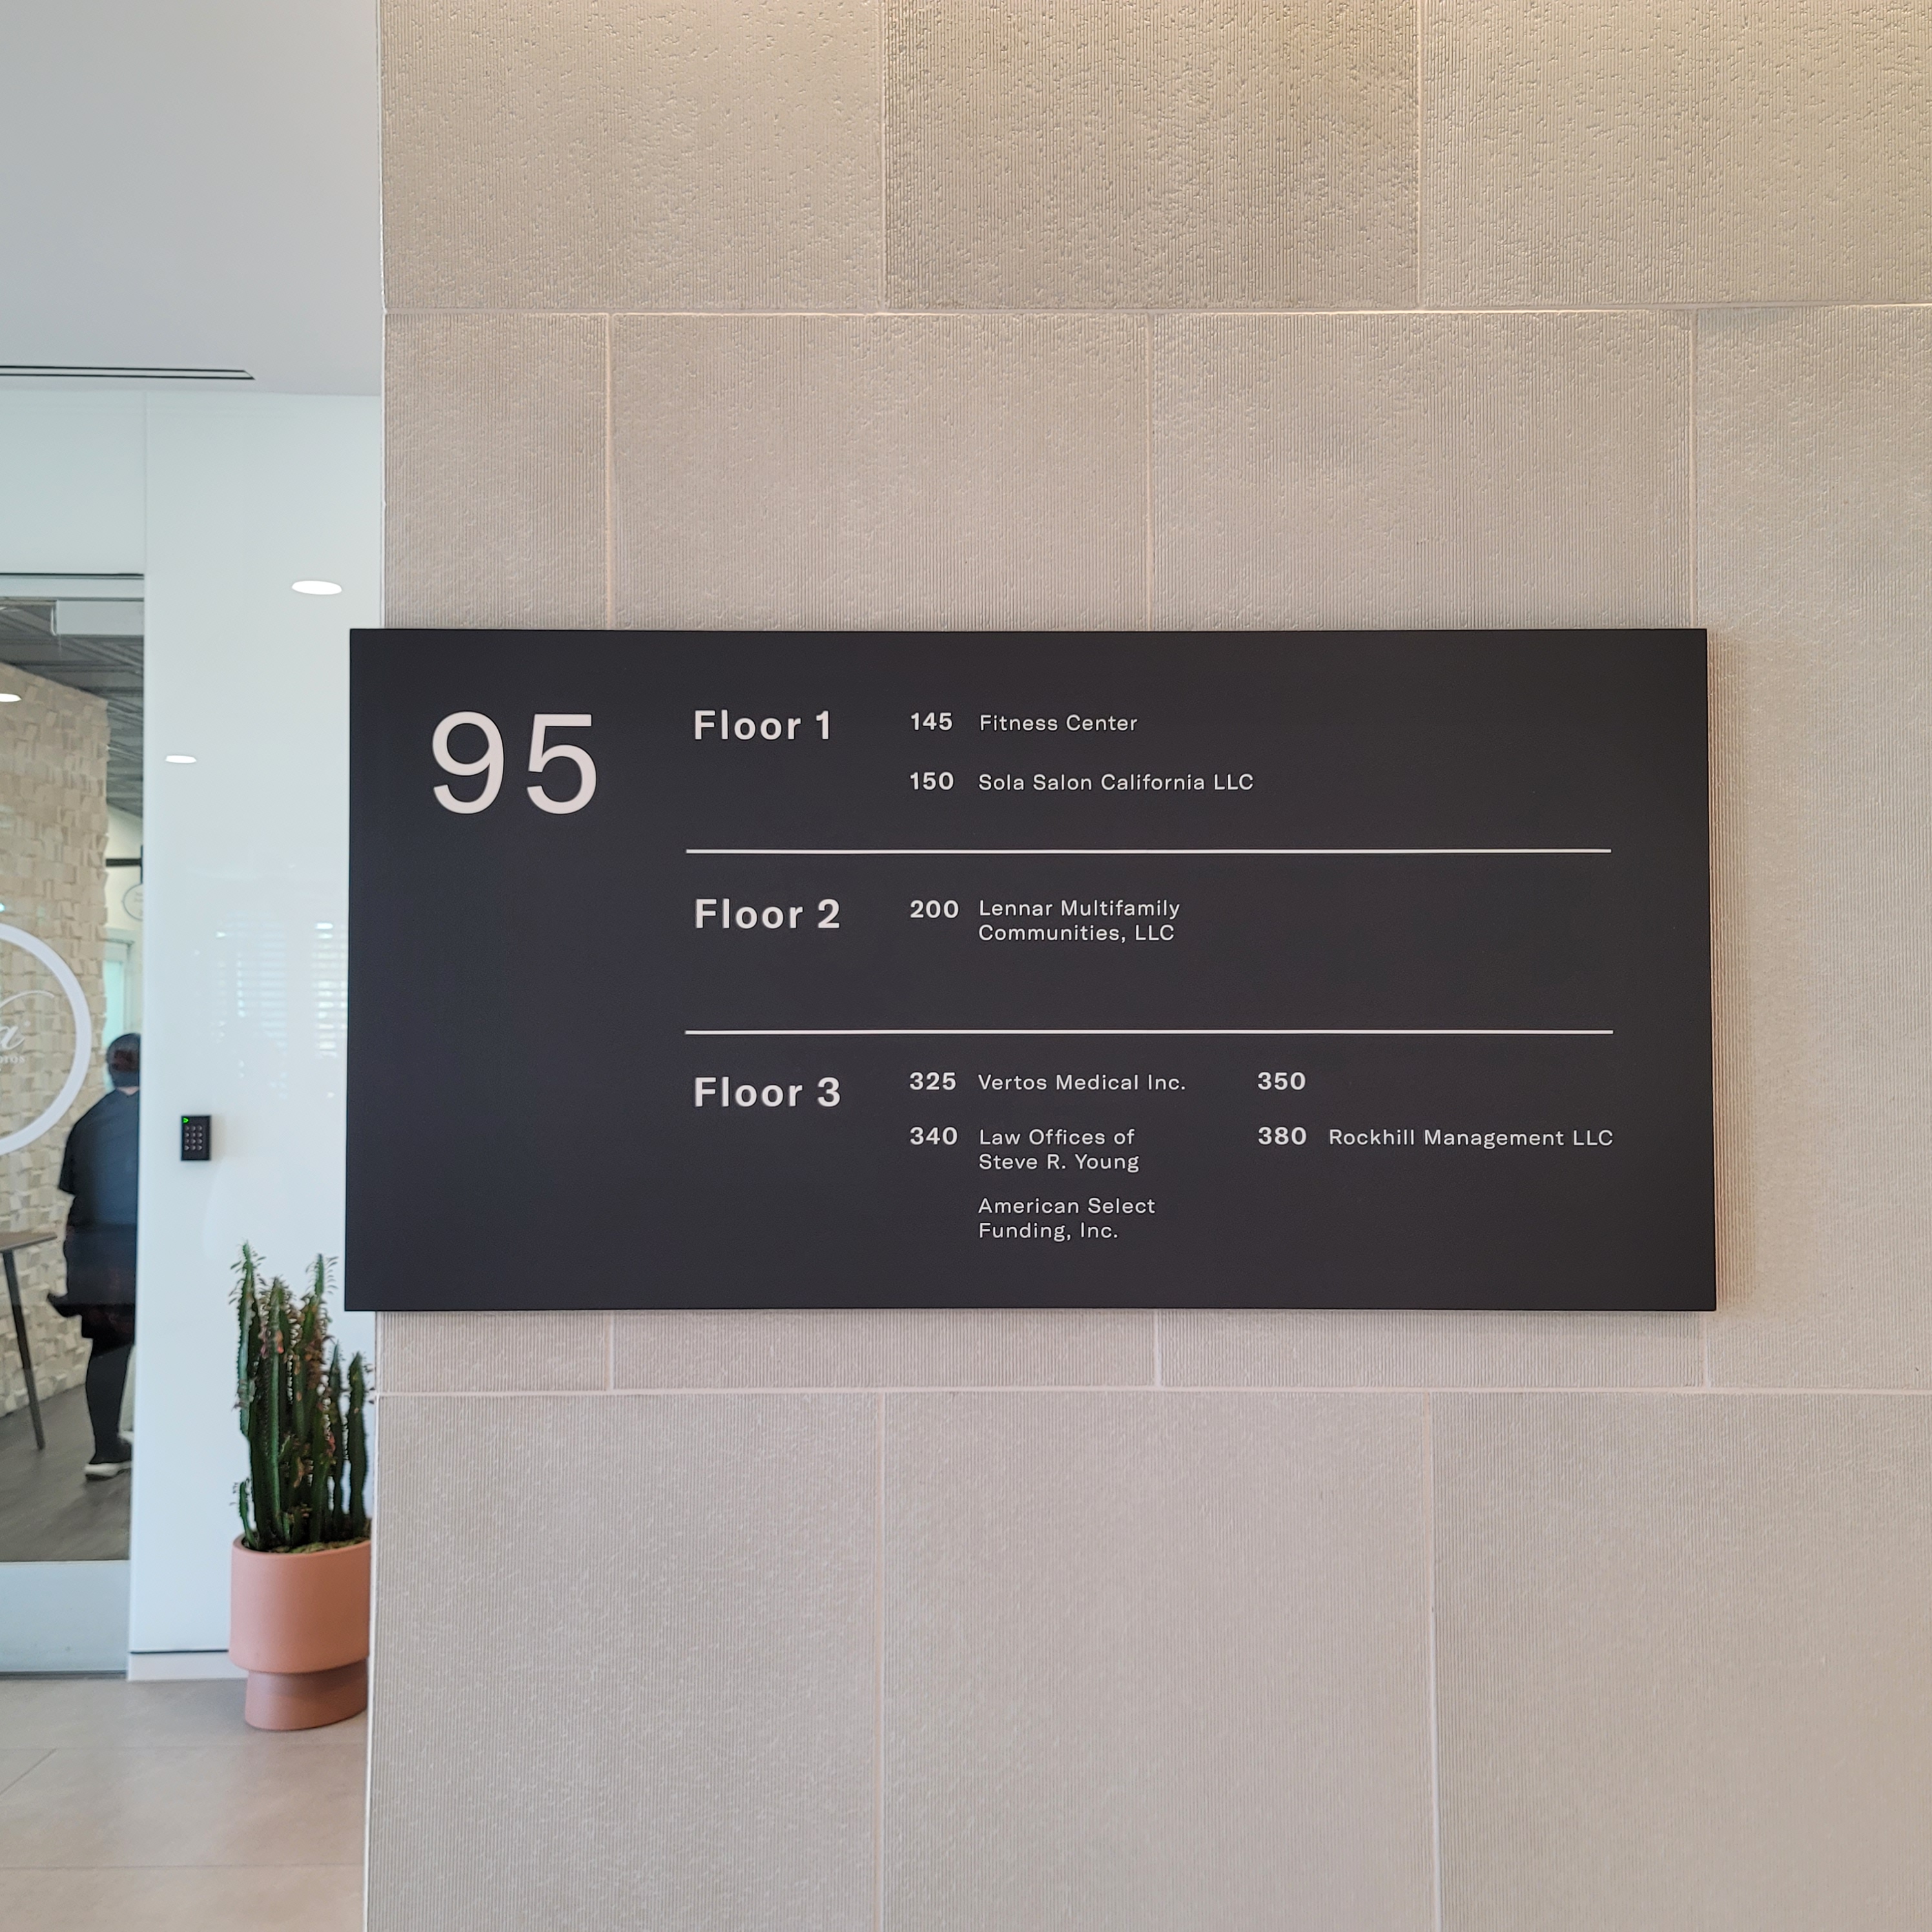 95
Floor 1
145 Fitness Center
150 Sola Salon California LLC
Floor 2
200 Lennar Multifamily
Communities, LLC
Floor 3
325 Vertos Medical Inc.
340 Law Offices of
Steve R. Young
American Select
Funding, Inc.
350
380 Rockhill Management LLC